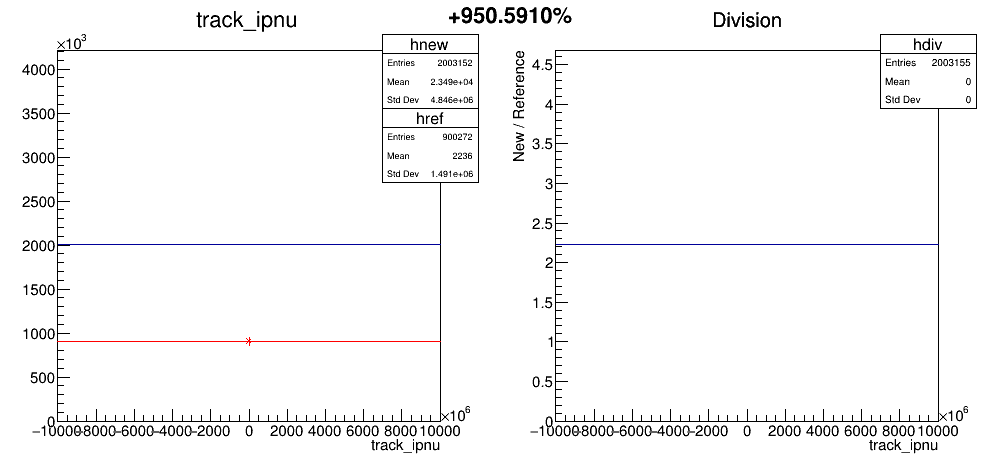 track_ipnu
+950.5910%
Division
×10³
hnew
Entries 2003152
Mean 2.349e+04
Std Dev 4.846e+06
href
Entries 900272
Mean 2236
Std Dev 1.491e+06
4000
3500
3000
2500
2000
1500
1000
500
0
−10000 −8000 −6000 −4000 −2000 0 2000 4000 6000 8000 10000
×10⁶
track_ipnu
hdiv
Entries 2003155
Mean 0
Std Dev 0
New / Reference
4.5
4
3.5
3
2.5
2
1.5
1
0.5
0
−10000 −8000 −6000 −4000 −2000 0 2000 4000 6000 8000 10000
×10⁶
track_ipnu